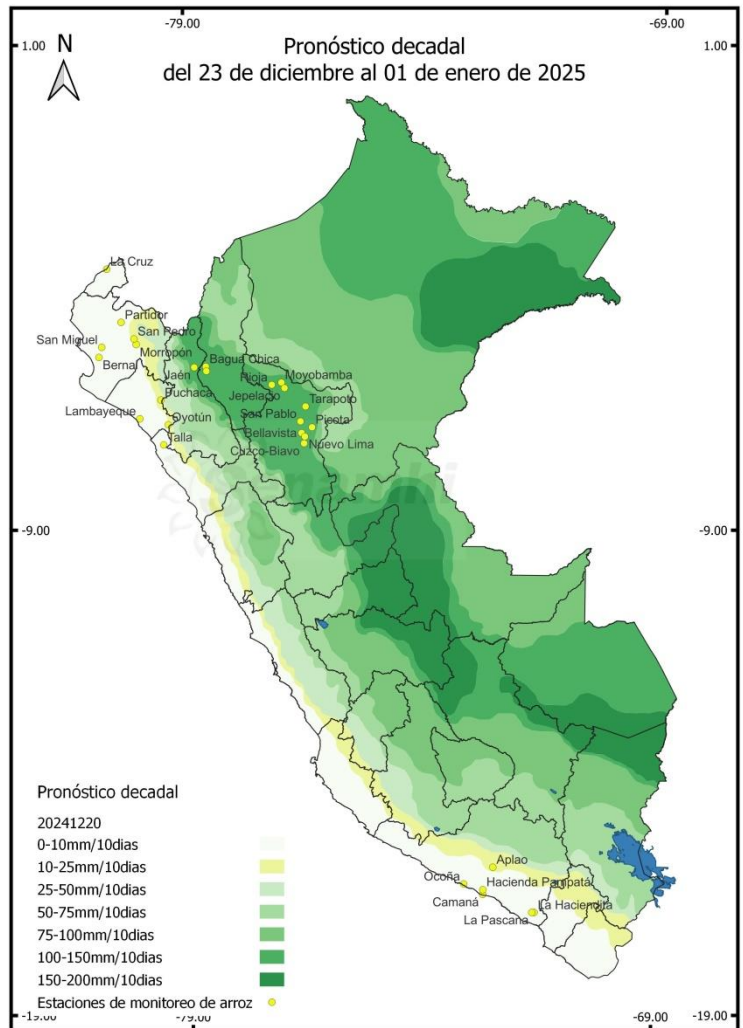 -79.00
-69.00
1.00
1.00
N
Pronóstico decadal
del 23 de diciembre al 01 de enero de 2025
La Cruz
Partidor
San Pedro
San Miguel
Morropón
Bernal
Jaén
Bagua Chica
Rioja
Moyobamba
Jepelacio
Puchaca
Tarapoto
Lambayeque
Oyotún
San Pablo
Picota
Talla
Bellavista
Nuevo Lima
Cuzco-Biavo
Senamhi
-9.00
-9.00
Pronóstico decadal
20241220
0-10mm/10dias
10-25mm/10dias
25-50mm/10dias
50-75mm/10dias
75-100mm/10dias
100-150mm/10dias
150-200mm/10dias
Estaciones de monitoreo de arroz
Aplao
Ocoña
Hacienda Pampatá
Camaná
La Haciendita
La Pascana
-19.00
-79.00
-69.00
-19.00